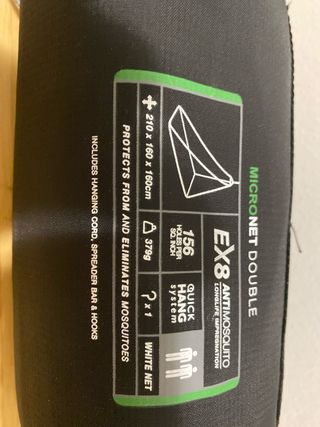 MICRONET DOUBLE
EX8 ANTIMOSQUITO
LONGLIFE IMPREGNATION
156
HOLES PER
SQ. INCH
QUICK
HANG
system
210 x 160 x 160cm
379g
x 1
WHITE NET
PROTECTS FROM AND ELIMINATES MOSQUITOES
INCLUDES HANGING CORD, SPREADER BAR & HOOKS